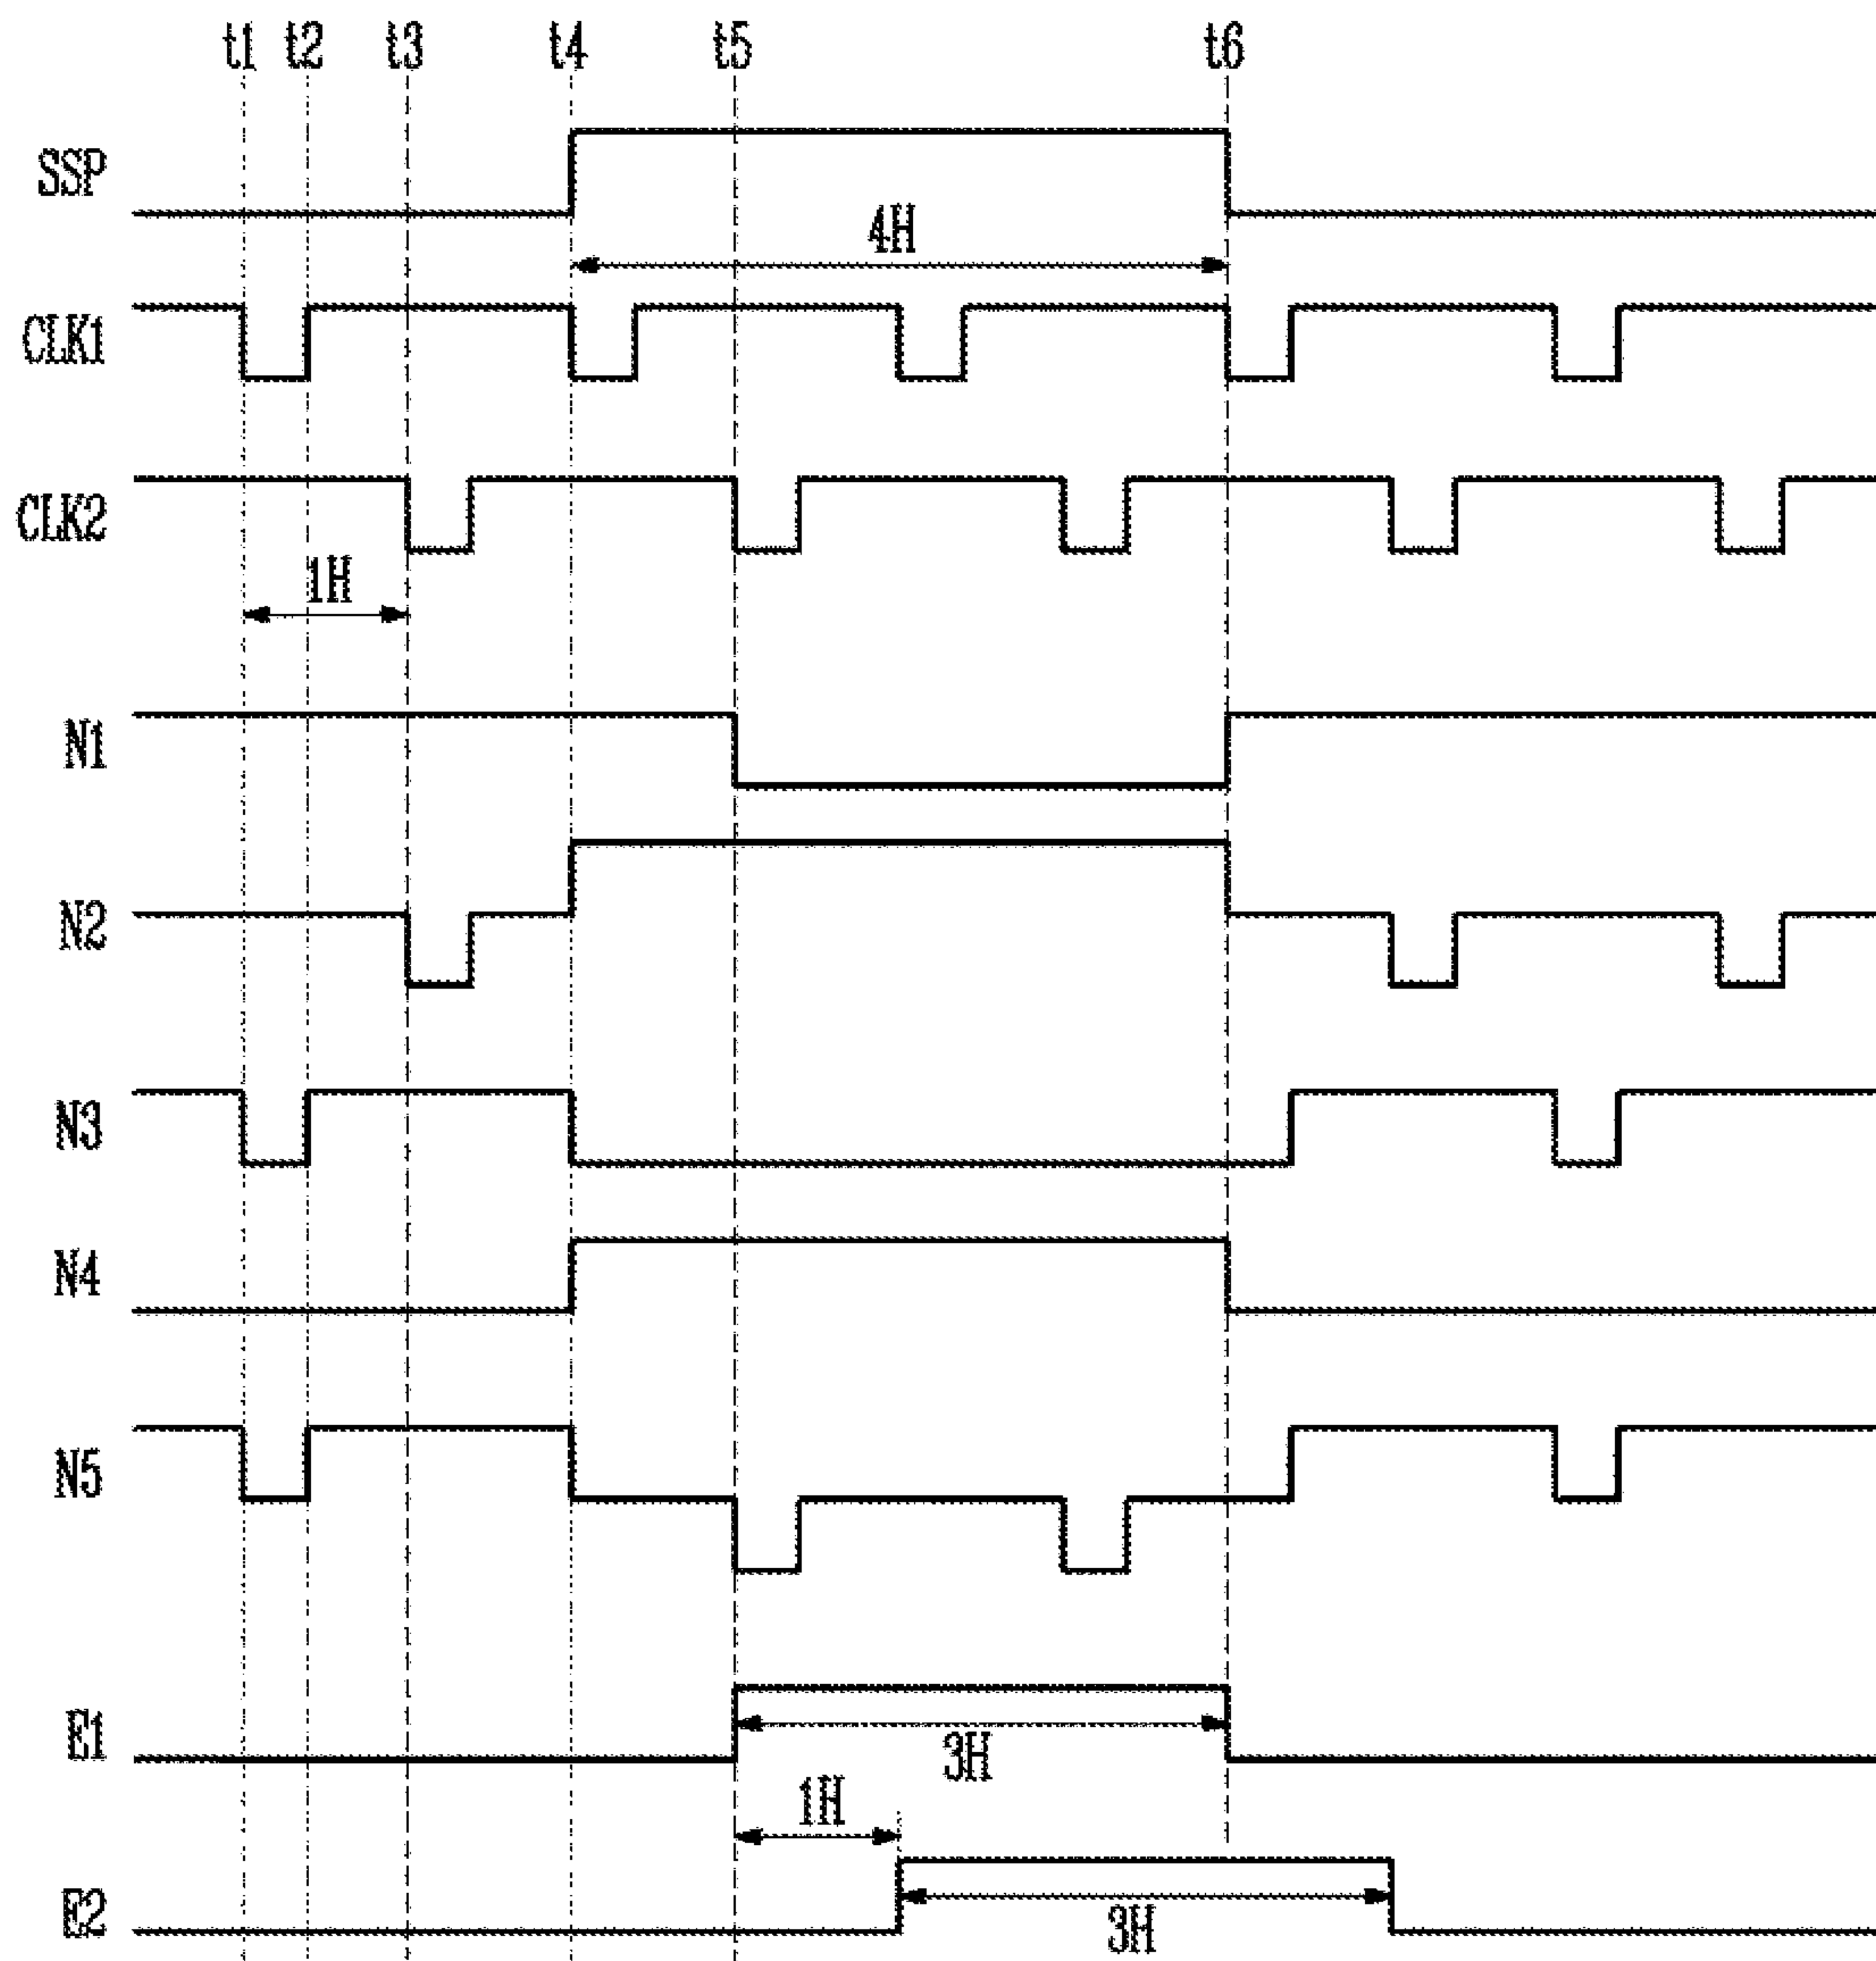 t1 t2 t3 t4 t5 t6
SSP
4H
CLK1
CLK2
1H
N1
N2
N3
N4
N5
E1
3H
1H
E2
3H